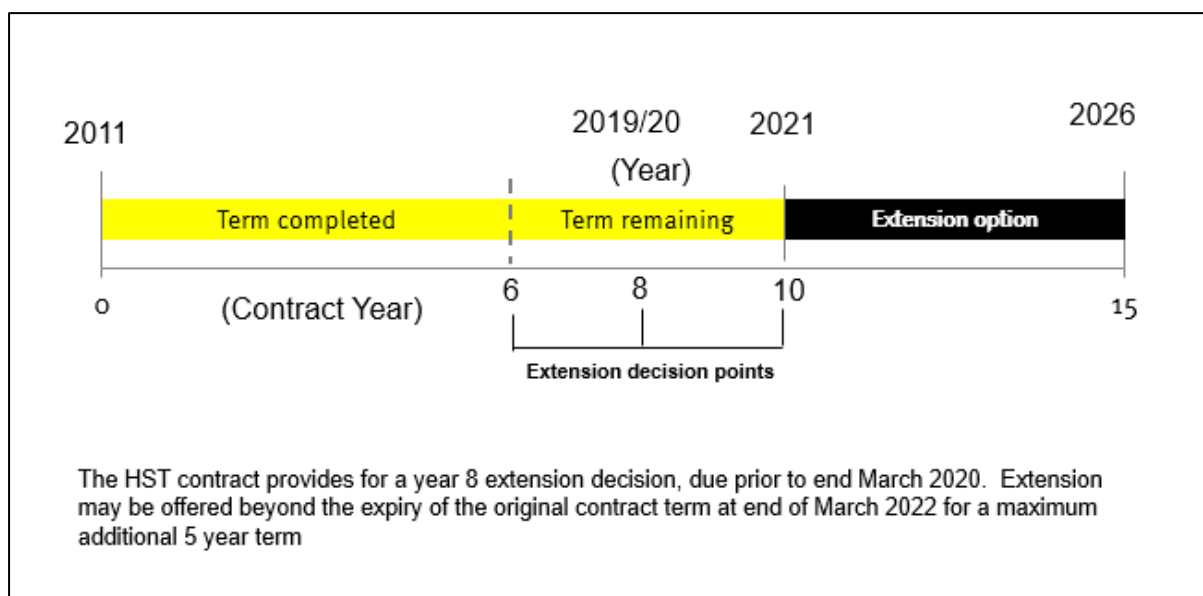 2011
2019/20
(Year)
2021
2026
Term completed
Term remaining
Extension option
0
(Contract Year)
6
8
10
15
Extension decision points
The HST contract provides for a year 8 extension decision, due prior to end March 2020.  Extension
may be offered beyond the expiry of the original contract term at end of March 2022 for a maximum
additional 5 year term